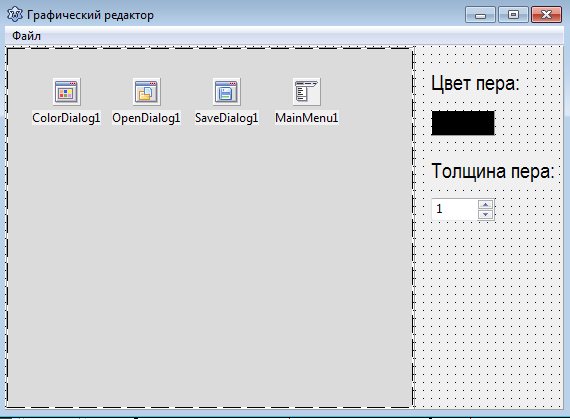 Графический редактор
Файл
ColorDialog1 OpenDialog1 SaveDialog1 MainMenu1
Цвет пера:
Толщина пера:
1